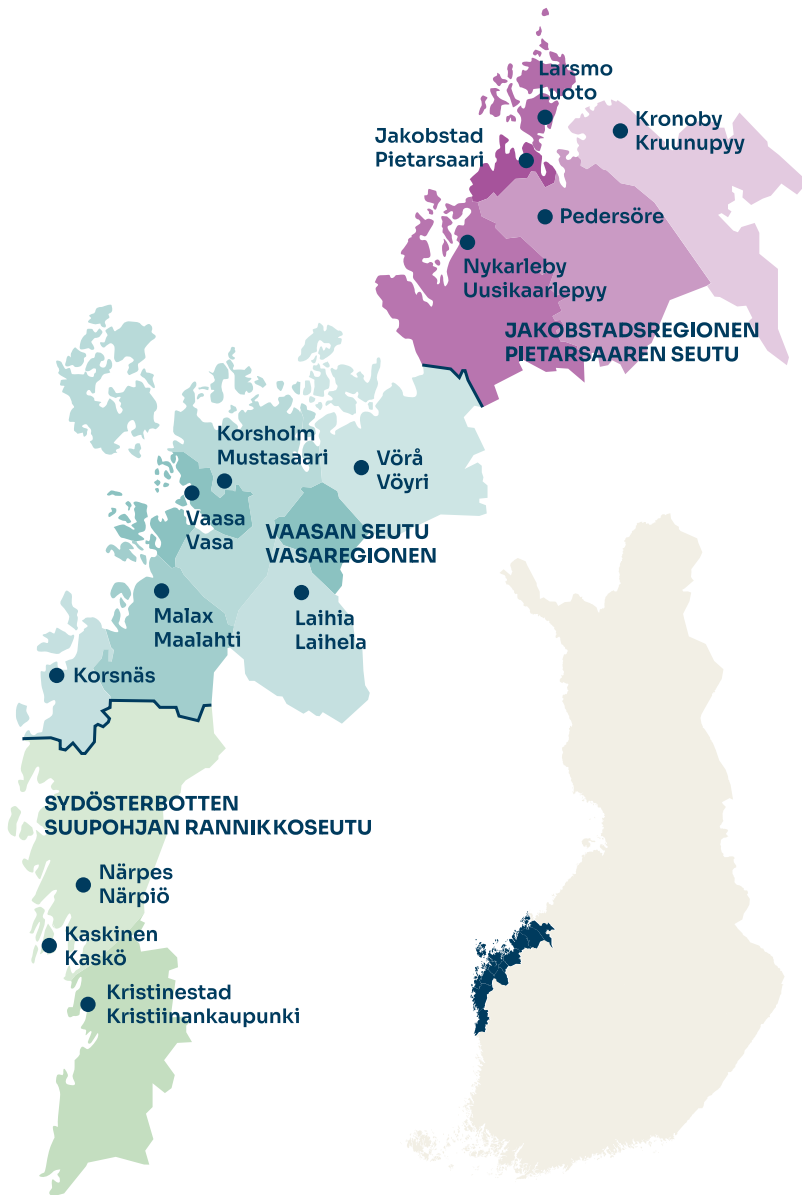 Larsmo
Luoto
Kronoby
Kruunupyy
Jakobstad
Pietarsaari
Pedersöre
Nykarleby
Uusikaarlepyy
JAKOBSTADSREGIONEN
PIETARSAAREN SEUTU
Korsholm
Mustasaari
Vörå
Vöyri
Vaasa
Vasa
VAASAN SEUTU
VASAREGIONEN
Malax
Maalahti
Laihia
Laihela
Korsnäs
SYDÖSTERBOTTEN
SUUPOHJAN RANNIKKOSEUTU
Närpes
Närpiö
Kaskinen
Kaskö
Kristinestad
Kristiinankaupunki